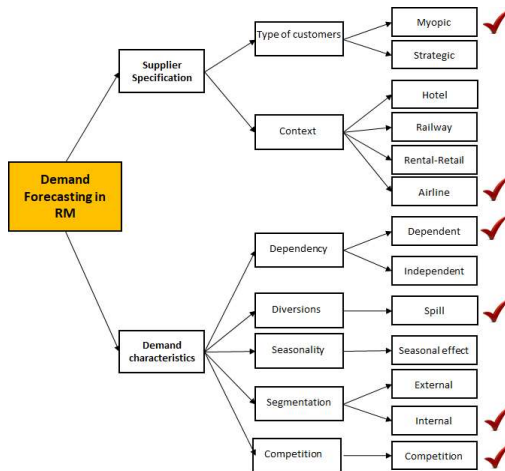 Demand
Forecasting in
RM
Supplier
Specification
Type of customers
Myopic
Strategic
Context
Hotel
Railway
Rental-Retail
Airline
Demand
characteristics
Dependency
Dependent
Independent
Diversions
Spill
Seasonality
Seasonal effect
Segmentation
External
Internal
Competition
Competition